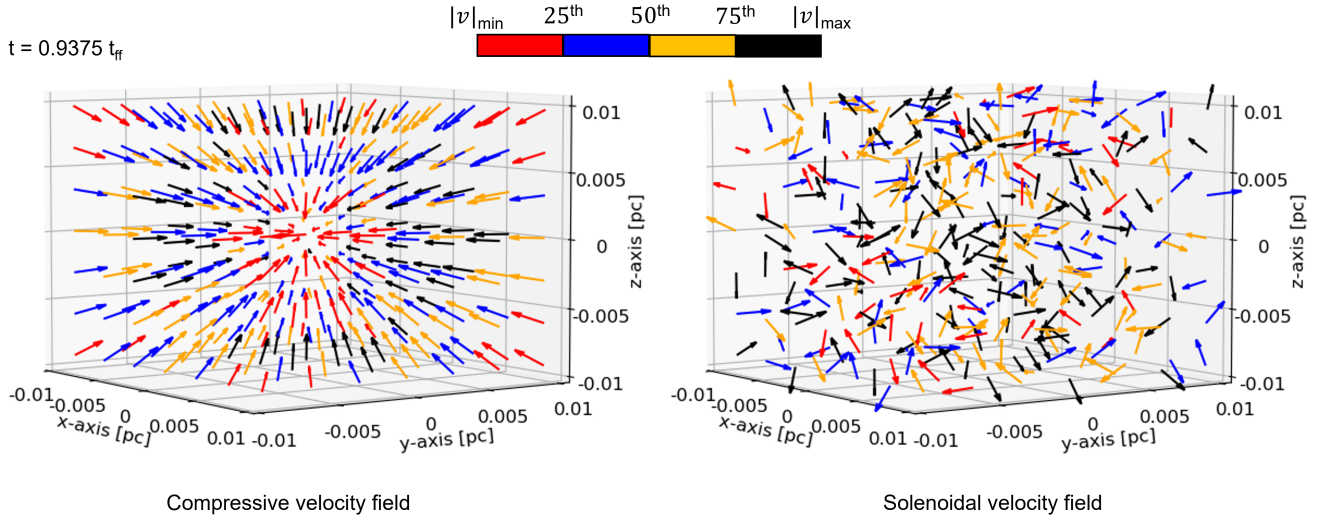 |v|min 25th 50th 75th |v|max
t = 0.9375 tff
0.01
0.005
0
-0.005
-0.01
z-axis [pc]
-0.01 -0.005 0 0.005 0.01
x-axis [pc]
-0.01 -0.005 0 0.005 0.01
y-axis [pc]
0.01
0.005
0
-0.005
-0.01
z-axis [pc]
-0.01 -0.005 0 0.005 0.01
x-axis [pc]
-0.01 -0.005 0 0.005 0.01
y-axis [pc]
Compressive velocity field
Solenoidal velocity field